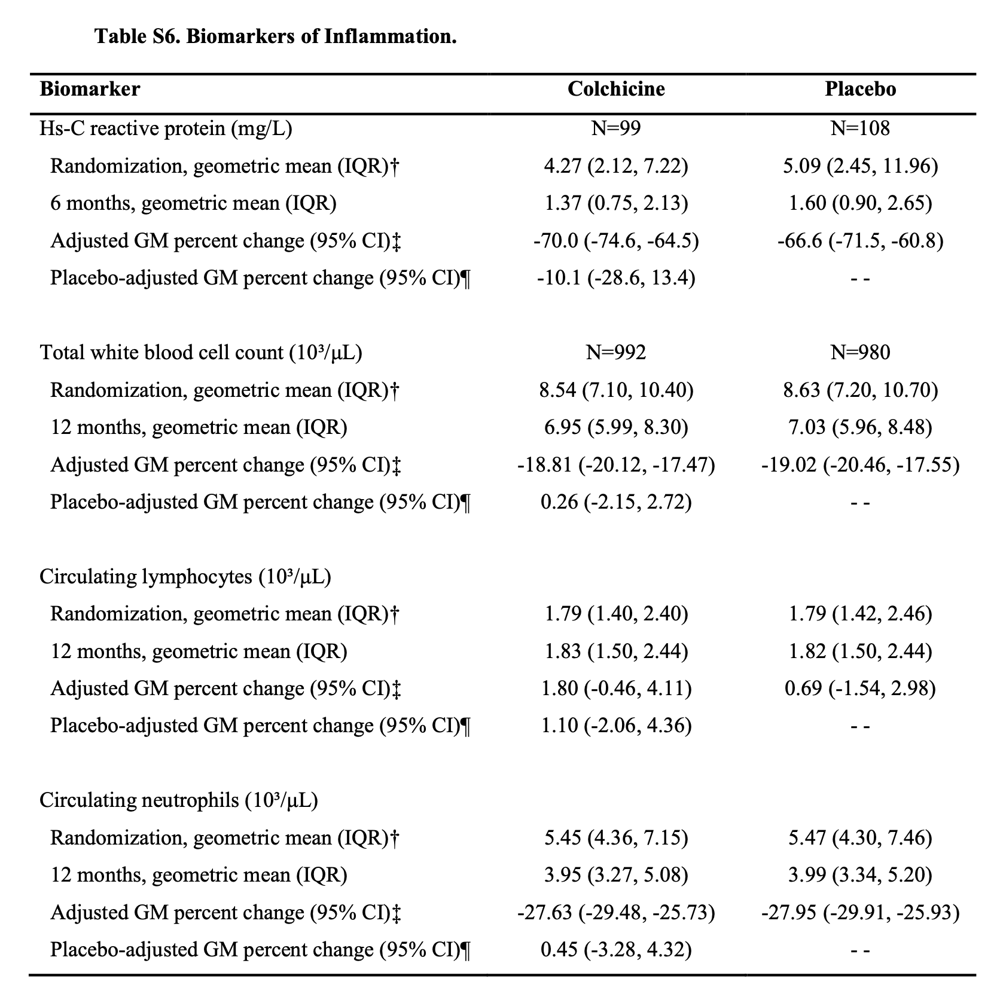 Table S6. Biomarkers of Inflammation.
Biomarker Colchicine Placebo
Hs-C reactive protein (mg/L) N=99 N=108
Randomization, geometric mean (IQR)† 4.27 (2.12, 7.22) 5.09 (2.45, 11.96)
6 months, geometric mean (IQR) 1.37 (0.75, 2.13) 1.60 (0.90, 2.65)
Adjusted GM percent change (95% CI)‡ -70.0 (-74.6, -64.5) -66.6 (-71.5, -60.8)
Placebo-adjusted GM percent change (95% CI)¶ -10.1 (-28.6, 13.4) - -
Total white blood cell count (10³/μL) N=992 N=980
Randomization, geometric mean (IQR)† 8.54 (7.10, 10.40) 8.63 (7.20, 10.70)
12 months, geometric mean (IQR) 6.95 (5.99, 8.30) 7.03 (5.96, 8.48)
Adjusted GM percent change (95% CI)‡ -18.81 (-20.12, -17.47) -19.02 (-20.46, -17.55)
Placebo-adjusted GM percent change (95% CI)¶ 0.26 (-2.15, 2.72) - -
Circulating lymphocytes (10³/μL)
Randomization, geometric mean (IQR)† 1.79 (1.40, 2.40) 1.79 (1.42, 2.46)
12 months, geometric mean (IQR) 1.83 (1.50, 2.44) 1.82 (1.50, 2.44)
Adjusted GM percent change (95% CI)‡ 1.80 (-0.46, 4.11) 0.69 (-1.54, 2.98)
Placebo-adjusted GM percent change (95% CI)¶ 1.10 (-2.06, 4.36) - -
Circulating neutrophils (10³/μL)
Randomization, geometric mean (IQR)† 5.45 (4.36, 7.15) 5.47 (4.30, 7.46)
12 months, geometric mean (IQR) 3.95 (3.27, 5.08) 3.99 (3.34, 5.20)
Adjusted GM percent change (95% CI)‡ -27.63 (-29.48, -25.73) -27.95 (-29.91, -25.93)
Placebo-adjusted GM percent change (95% CI)¶ 0.45 (-3.28, 4.32) - -